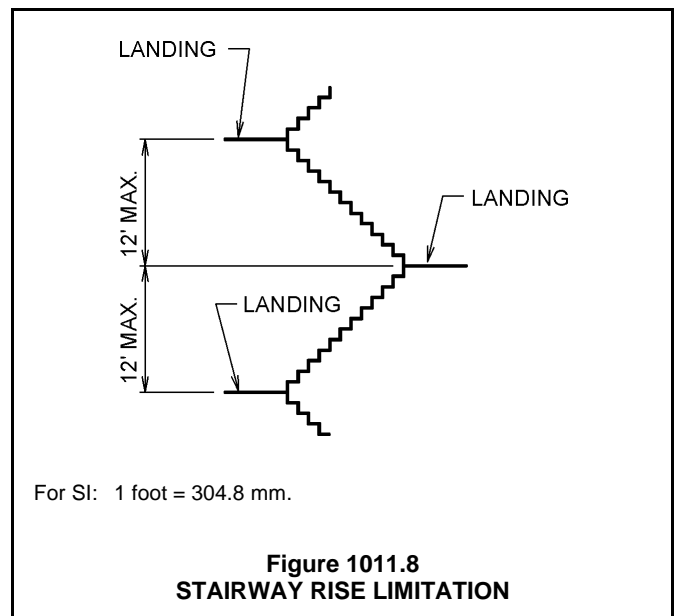 LANDING
12' MAX.
LANDING
12' MAX.
LANDING
For SI: 1 foot = 304.8 mm.
Figure 1011.8
STAIRWAY RISE LIMITATION